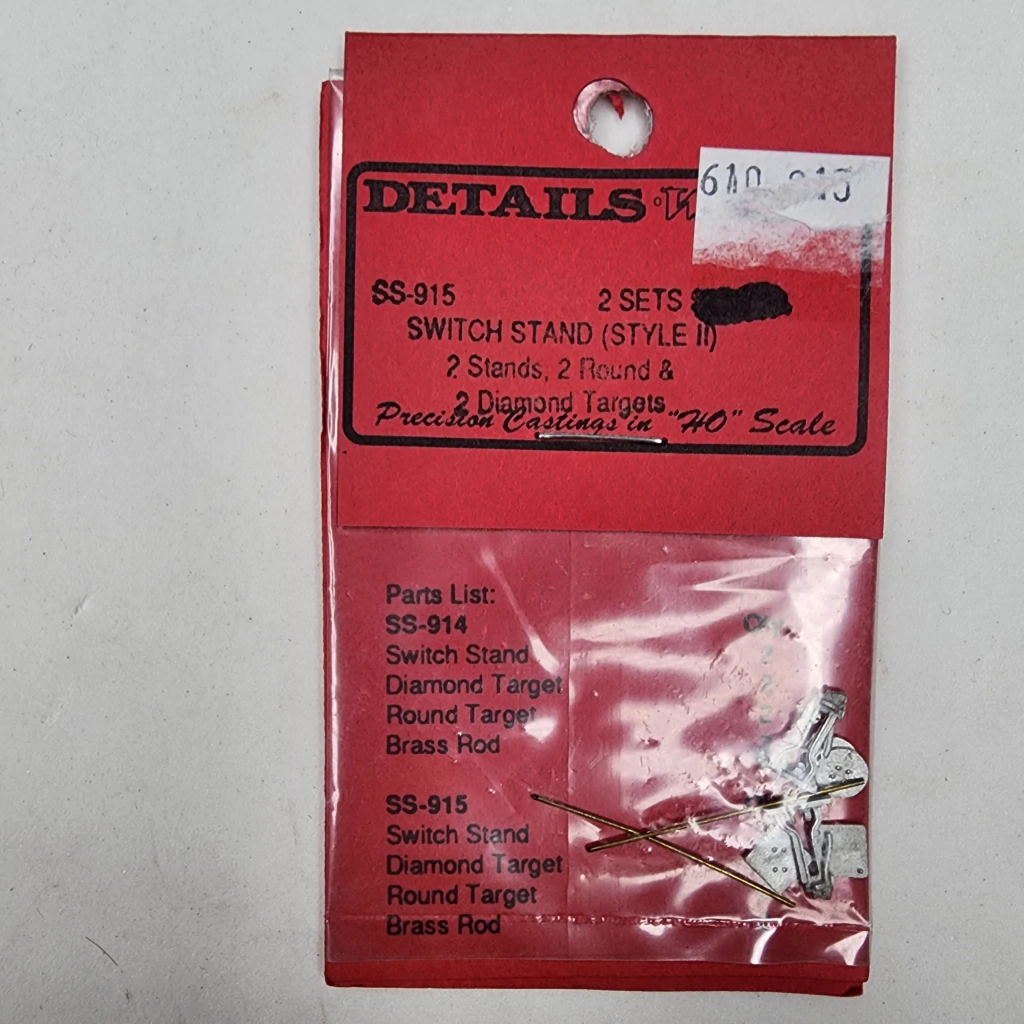 610
DETAILS
SS-915 2 SETS
SWITCH STAND (STYLE II)
2 Stands, 2 Round &
2 Diamond Targets
Precision Castings in "HO" Scale
Parts List:
SS-914
Switch Stand
Diamond Target
Round Target
Brass Rod
SS-915
Switch Stand
Diamond Target
Round Target
Brass Rod